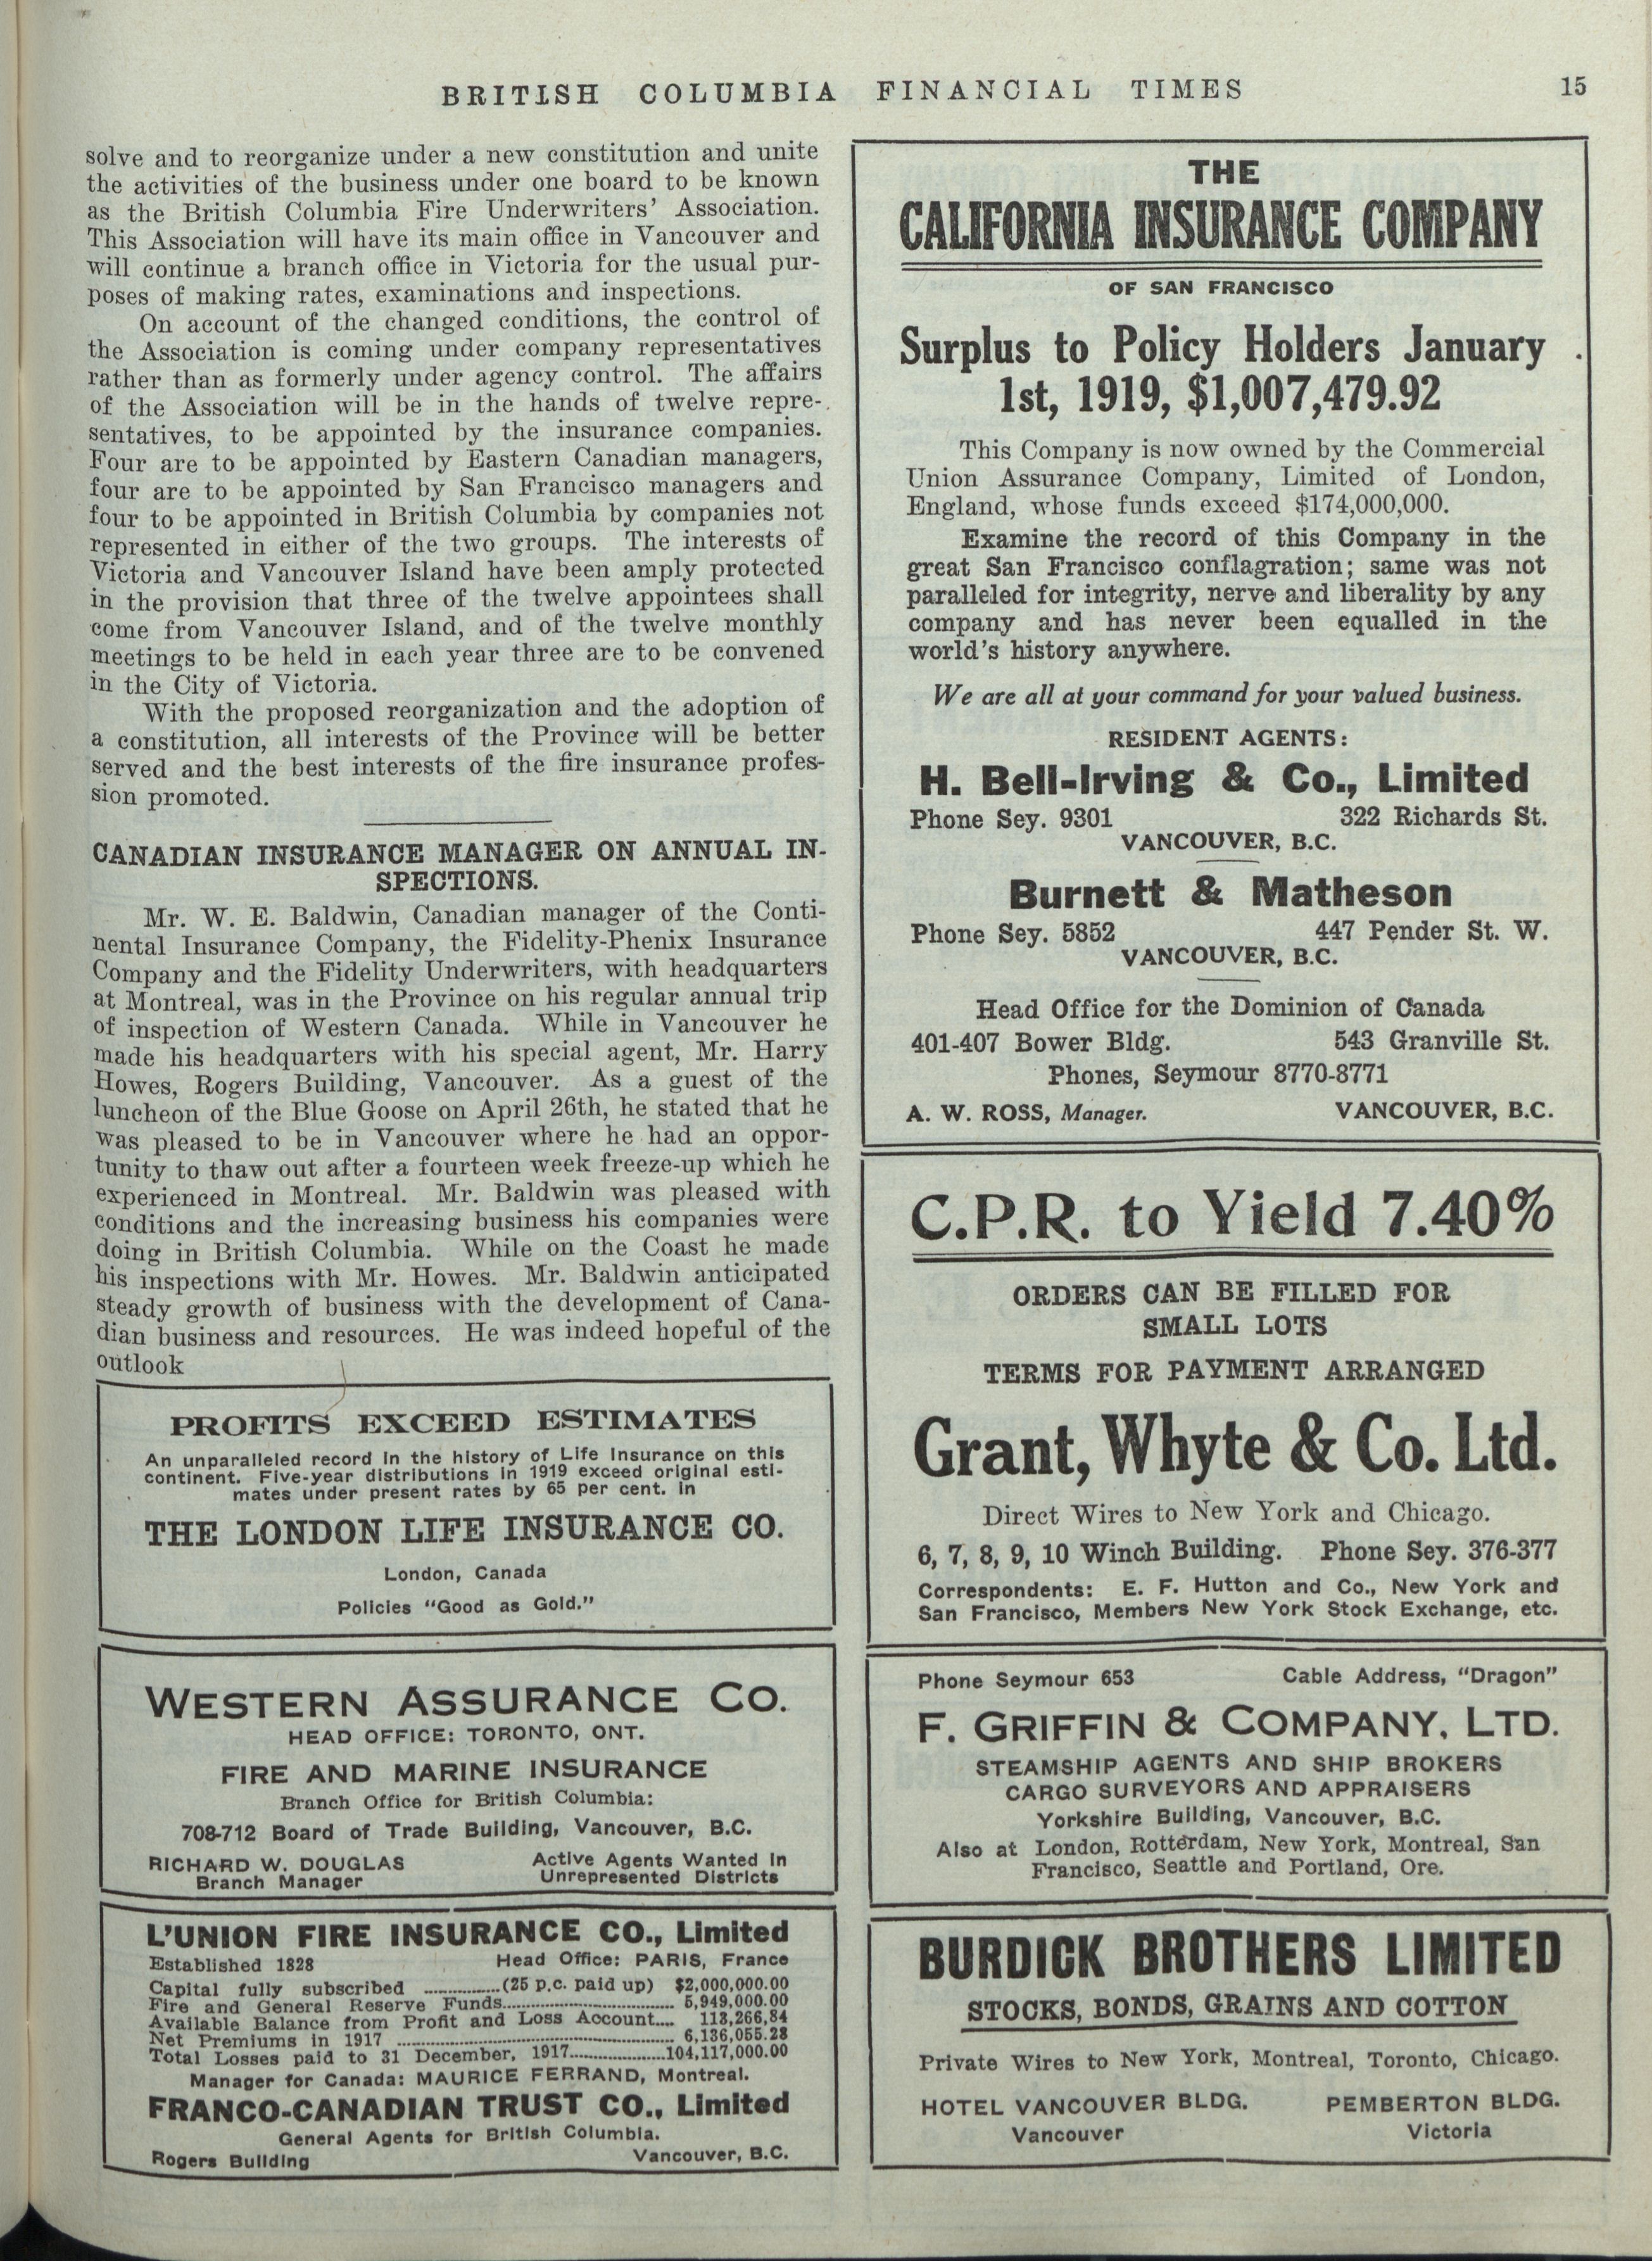 BRITISH COLUMBIA FINANCIAL TIMES 15
solve and to reorganize under a new constitution and unite
the activities of the business under one board to be known
as the British Columbia Fire Underwriters' Association.
This Association will have its main office in Vancouver and
will continue a branch office in Victoria for the usual pur-
poses of making rates, examinations and inspections.
On account of the changed conditions, the control of
the Association is coming under company representatives
rather than as formerly under agency control. The affairs
of the Association will be in the hands of twelve repre-
sentatives, to be appointed by the insurance companies.
Four are to be appointed by Eastern Canadian managers,
four are to be appointed by San Francisco managers and
four to be appointed in British Columbia by companies not
represented in either of the two groups. The interests of
Victoria and Vancouver Island have been amply protected
in the provision that three of the twelve appointees shall
come from Vancouver Island, and of the twelve monthly
meetings to be held in each year three are to be convened
in the City of Victoria.
With the proposed reorganization and the adoption of
a constitution, all interests of the Province will be better
served and the best interests of the fire insurance profes-
sion promoted.
CANADIAN INSURANCE MANAGER ON ANNUAL IN-
SPECTIONS.
Mr. W. E. Baldwin, Canadian manager of the Conti-
nental Insurance Company, the Fidelity-Phenix Insurance
Company and the Fidelity Underwriters, with headquarters
at Montreal, was in the Province on his regular annual trip
of inspection of Western Canada. While in Vancouver he
made his headquarters with his special agent, Mr. Harry
Howes, Rogers Building, Vancouver. As a guest of the
luncheon of the Blue Goose on April 26th, he stated that he
was pleased to be in Vancouver where he had an oppor-
tunity to thaw out after a fourteen week freeze-up which he
experienced in Montreal. Mr. Baldwin was pleased with
conditions and the increasing business his companies were
doing in British Columbia. While on the Coast he made
his inspections with Mr. Howes. Mr. Baldwin anticipated
steady growth of business with the development of Cana-
dian business and resources. He was indeed hopeful of the
outlook
PROFITS EXCEED ESTIMATES
An unparalleled record in the history of Life Insurance on this
continent. Five-year distributions in 1919 exceed original esti-
mates under present rates by 65 per cent. in
THE LONDON LIFE INSURANCE CO.
London, Canada
Policies "Good as Gold."
WESTERN ASSURANCE CO.
HEAD OFFICE: TORONTO, ONT.
FIRE AND MARINE INSURANCE
Branch Office for British Columbia:
708-712 Board of Trade Building, Vancouver, B.C.
RICHARD W. DOUGLAS Active Agents Wanted in
Branch Manager Unrepresented Districts
L'UNION FIRE INSURANCE CO., Limited
Established 1828 Head Office: PARIS, France
Capital fully subscribed ................(25 p.c. paid up) $2,000,000.00
Fire and General Reserve Funds.................................... 5,949,000.00
Available Balance from Profit and Loss Account.... 113,266,84
Net Premiums in 1917 .......................................................... 6,136,055.28
Total Losses paid to 31 December, 1917....................104,117,000.00
Manager for Canada: MAURICE FERRAND, Montreal.
FRANCO-CANADIAN TRUST CO., Limited
General Agents for British Columbia.
Rogers Building Vancouver, B.C.
THE
CALIFORNIA INSURANCE COMPANY
OF SAN FRANCISCO
Surplus to Policy Holders January
1st, 1919, $1,007,479.92
This Company is now owned by the Commercial
Union Assurance Company, Limited of London,
England, whose funds exceed $174,000,000.
Examine the record of this Company in the
great San Francisco conflagration; same was not
paralleled for integrity, nerve and liberality by any
company and has never been equalled in the
world's history anywhere.
We are all at your command for your valued business.
RESIDENT AGENTS:
H. Bell-Irving & Co., Limited
Phone Sey. 9301 322 Richards St.
VANCOUVER, B.C.
Burnett & Matheson
Phone Sey. 5852 447 Pender St. W.
VANCOUVER, B.C.
Head Office for the Dominion of Canada
401-407 Bower Bldg. 543 Granville St.
Phones, Seymour 8770-8771
A. W. ROSS, Manager. VANCOUVER, B.C.
C.P.R. to Yield 7.40%
ORDERS CAN BE FILLED FOR
SMALL LOTS
TERMS FOR PAYMENT ARRANGED
Grant, Whyte & Co. Ltd.
Direct Wires to New York and Chicago.
6, 7, 8, 9, 10 Winch Building. Phone Sey. 376-377
Correspondents: E. F. Hutton and Co., New York and
San Francisco, Members New York Stock Exchange, etc.
Phone Seymour 653 Cable Address, "Dragon"
F. GRIFFIN & COMPANY, LTD.
STEAMSHIP AGENTS AND SHIP BROKERS
CARGO SURVEYORS AND APPRAISERS
Yorkshire Building, Vancouver, B.C.
Also at London, Rotterdam, New York, Montreal, San
Francisco, Seattle and Portland, Ore.
BURDICK BROTHERS LIMITED
STOCKS, BONDS, GRAINS AND COTTON
Private Wires to New York, Montreal, Toronto, Chicago.
HOTEL VANCOUVER BLDG. PEMBERTON BLDG.
Vancouver Victoria